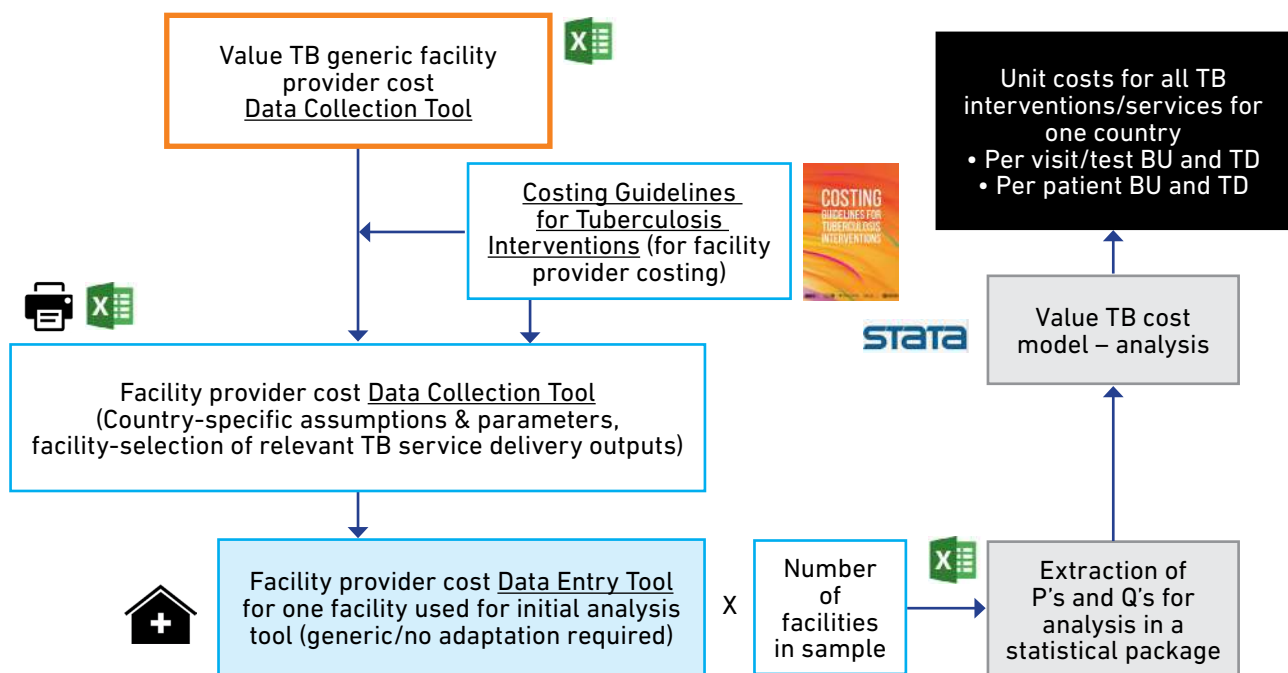 Value TB generic facility
provider cost
Data Collection Tool
X
Costing Guidelines
for Tuberculosis
Interventions (for facility
provider costing)
COSTING
GUIDELINES FOR
TUBERCULOSIS
INTERVENTIONS
X
Facility provider cost Data Collection Tool
(Country-specific assumptions & parameters,
facility-selection of relevant TB service delivery outputs)
Facility provider cost Data Entry Tool
for one facility used for initial analysis
tool (generic/no adaptation required)
X
Number
of
facilities
in sample
X
Extraction of
P's and Q's for
analysis in a
statistical package
STATA
Value TB cost
model – analysis
Unit costs for all TB
interventions/services for
one country
• Per visit/test BU and TD
• Per patient BU and TD